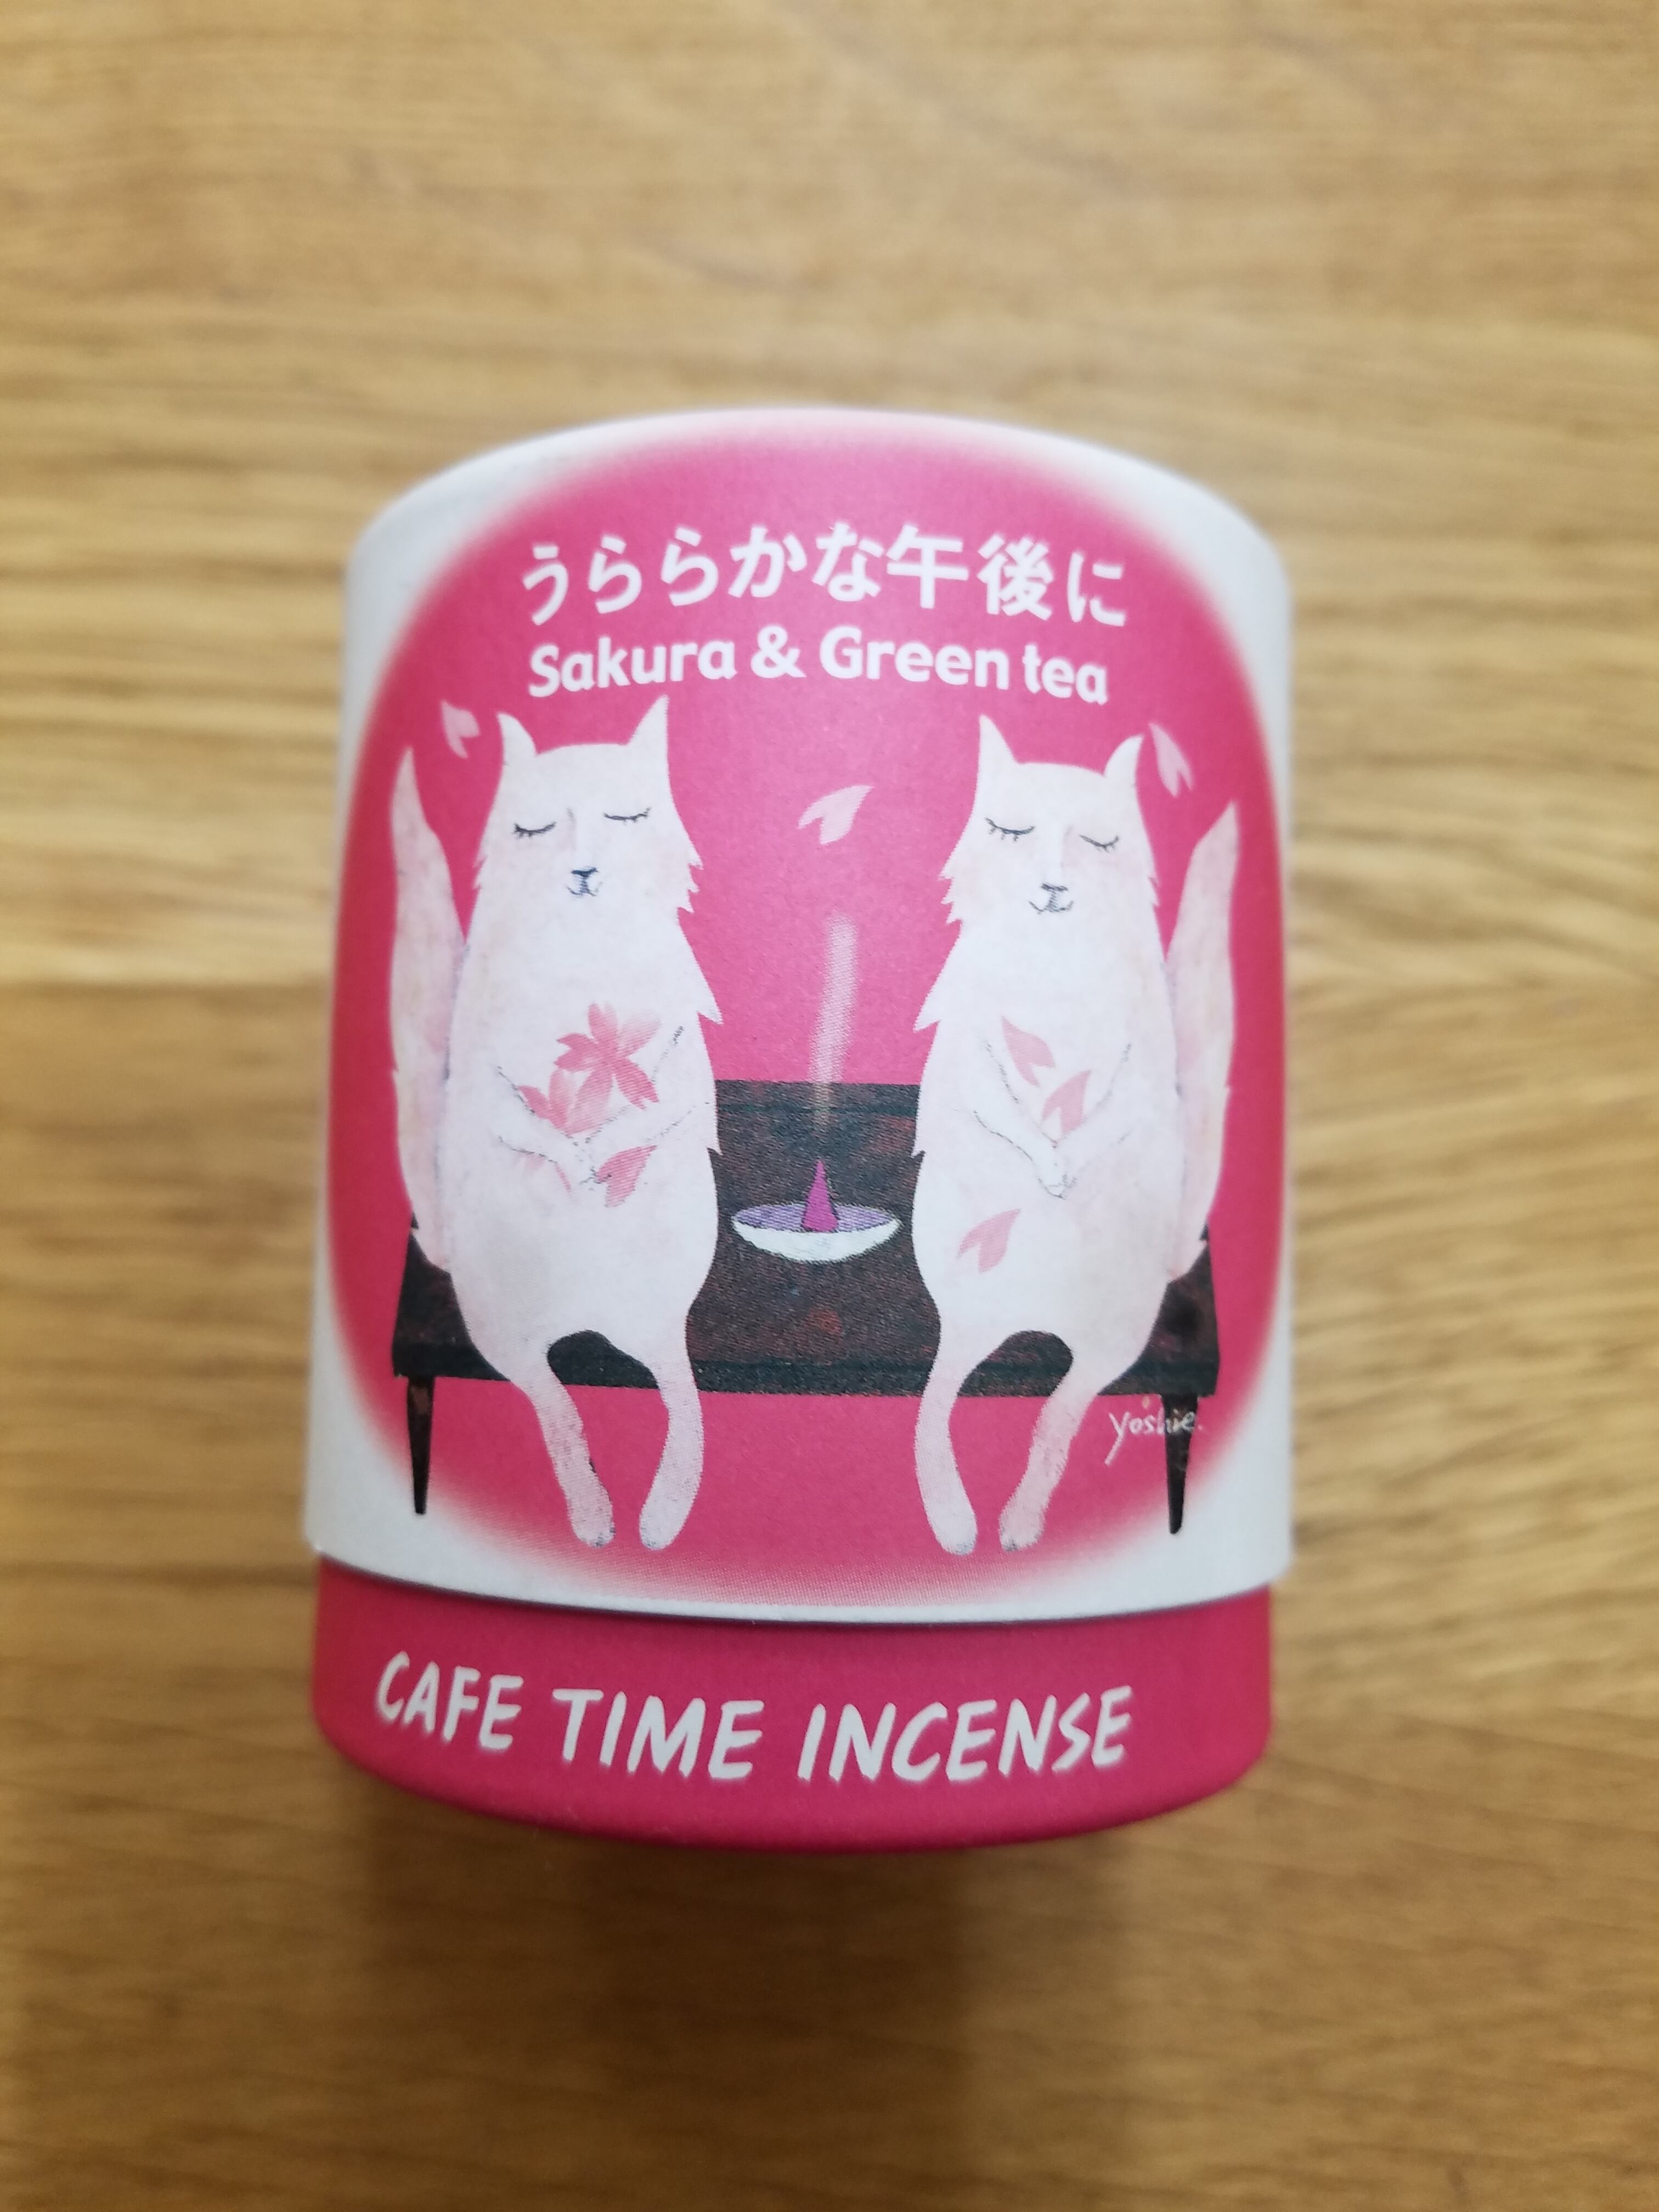 うららかな午後に
Sakura & Green tea
yoshie.
CAFE TIME INCENSE